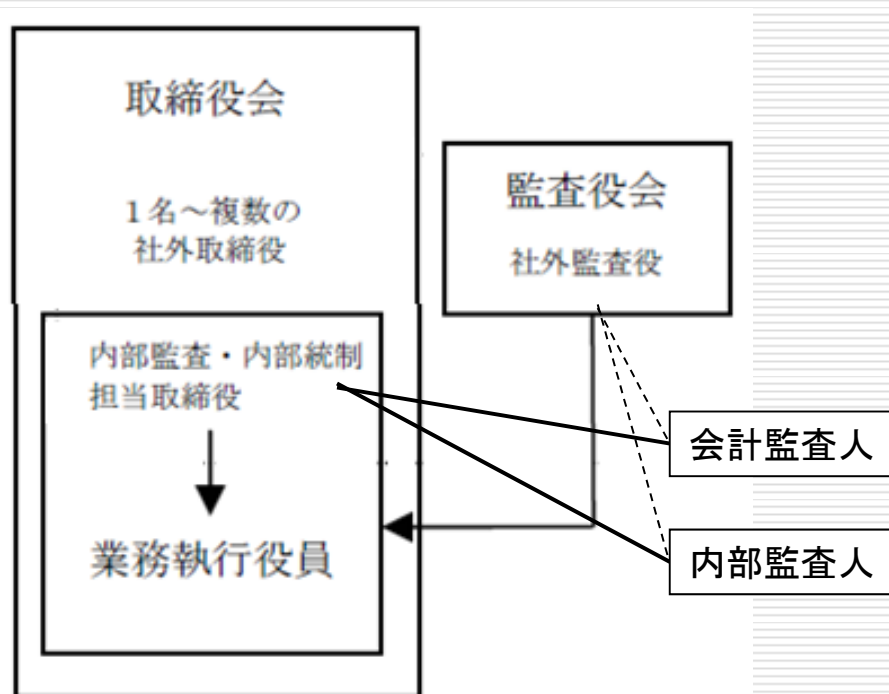 取締役会
1名～複数の
社外取締役
監査役会
社外監査役
内部監査・内部統制
担当取締役
業務執行役員
会計監査人
内部監査人